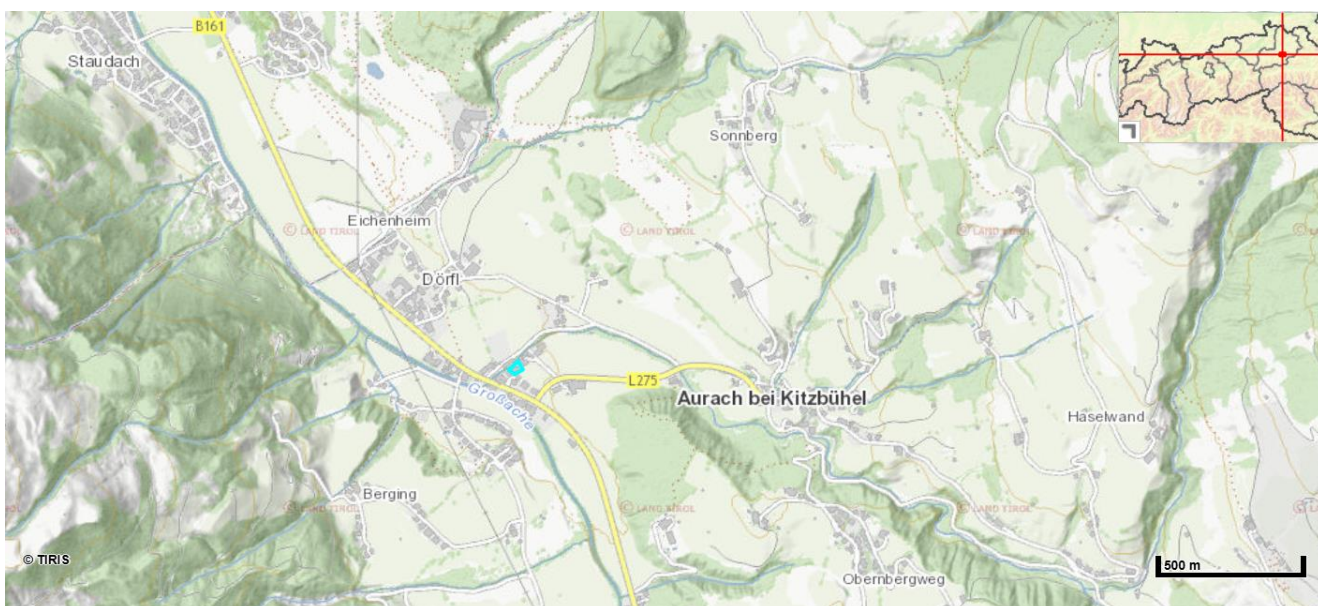 B161
Staudach
Sonnberg
Eichenheim
© LAND TIROL
© LAND TIROL
© LAND TIROL
Dörfl
L275
Großache
Aurach bei Kitzbühel
Haselwand
Berging
© LAND TIROL
© LAND TIROL
© LAND TIROL
© TIRIS
500 m
Obernbergweg